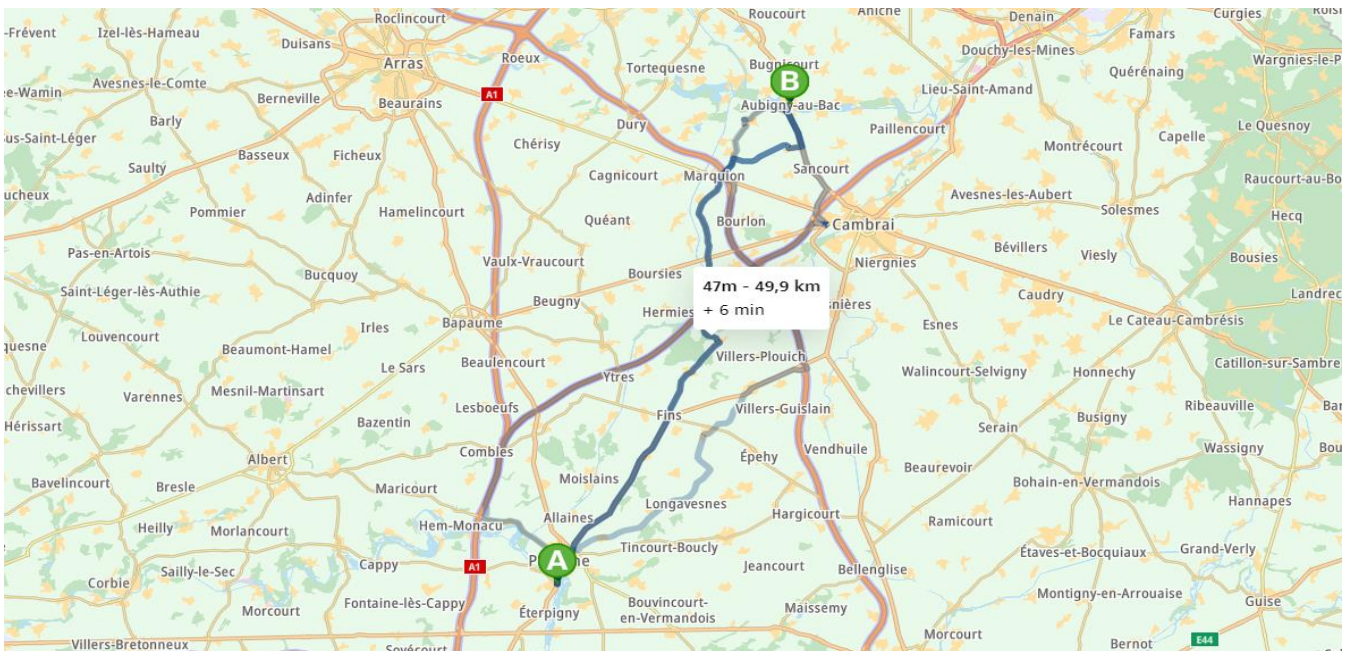 Roclincourt
Roucourt
Aniche
Denain
Curgies
-Frévent
Izel-lès-Hameau
Duisans
Roeux
Douchy-les-Mines
Famars
Arras
Tortequesne
Bugnicourt
Quérénaing
Wargnies-le-P
B
ee-Wamin
Avesnes-le-Comte
Berneville
Beaurains
A1
Aubigny-au-Bac
Lieu-Saint-Amand
Barly
Dury
Paillencourt
Capelle
Le Quesnoy
sus-Saint-Léger
Basseux
Ficheux
Chérisy
Montrécourt
Saulty
Cagnicourt
Marquion
Sancourt
Raucourt-au-Bo
ucheux
Adinfer
Avesnes-les-Aubert
Pommier
Hamelincourt
Quéant
Bourlon
Cambrai
Solesmes
Hecq
Pas-en-Artois
Vaulx-Vraucourt
Boursies
Niergnies
Bévillers
Viesly
Bousies
Bucquoy
Saint-Léger-lès-Authie
Beugny
47m - 49,9 km
+ 6 min
Caudry
Landrec
Hermies
snières
Louvencourt
Irles
Bapaume
Esnes
Le Cateau-Cambrésis
quesne
Beaumont-Hamel
Le Sars
Beaulencourt
Villers-Plouich
Walincourt-Selvigny
Honnechy
Catillon-sur-Sambre
chevillers
Varennes
Mesnil-Martinsart
Ytres
Lesboeufs
Fins
Villers-Guislain
Busigny
Ribeauville
Bar
Hérissart
Bazentin
Serain
Albert
Combles
Épehy
Vendhuile
Beaurevoir
Wassigny
Bou
Bavelincourt
Bresle
Maricourt
Moislains
Longavesnes
Bohain-en-Vermandois
Hannapes
Heilly
Morlancourt
Hem-Monacu
Allaines
Hargicourt
Ramicourt
Tincourt-Boucly
Étaves-et-Bocquiaux
Grand-Verly
Corbie
Sailly-le-Sec
Cappy
A1
A
Jeancourt
Bellenglise
Morcourt
Fontaine-lès-Cappy
Éterpigny
Bouvincourt-
en-Vermandois
Maissemy
Montigny-en-Arrouaise
Guise
Villers-Bretonneux
Morcourt
Bernot
E44